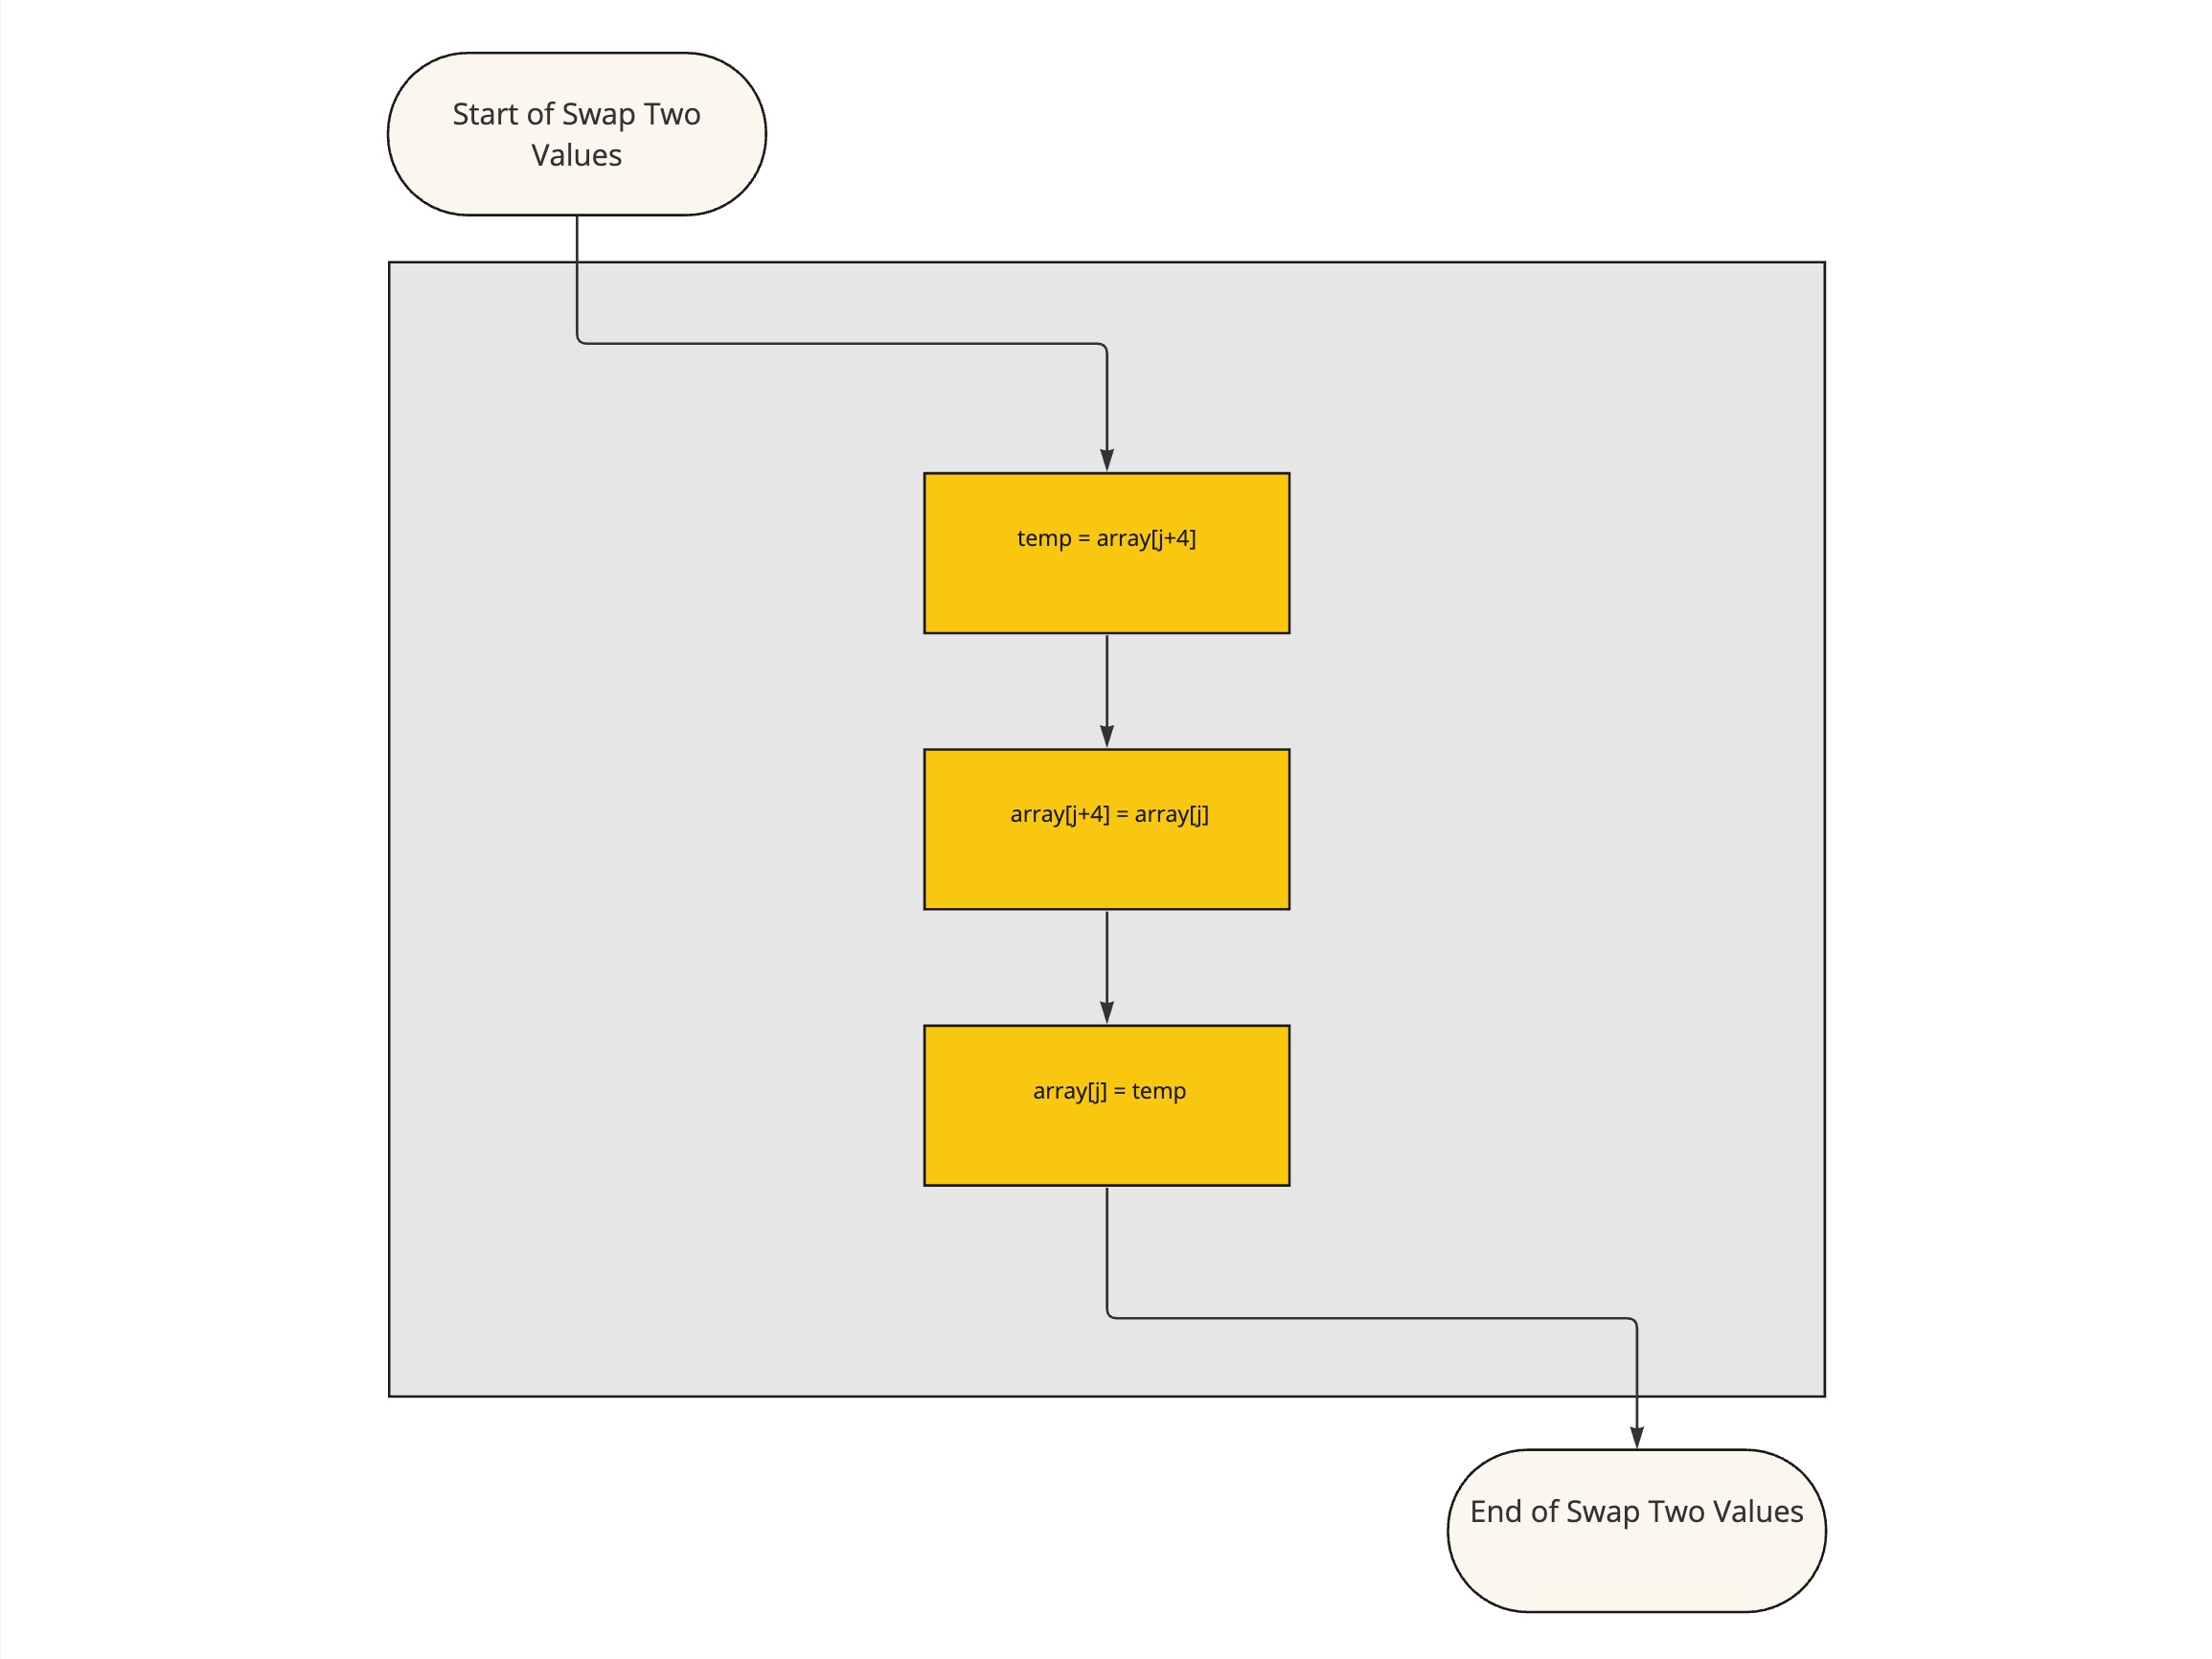 Start of Swap Two
Values
temp = array[j+4]
array[j+4] = array[j]
array[j] = temp
End of Swap Two Values